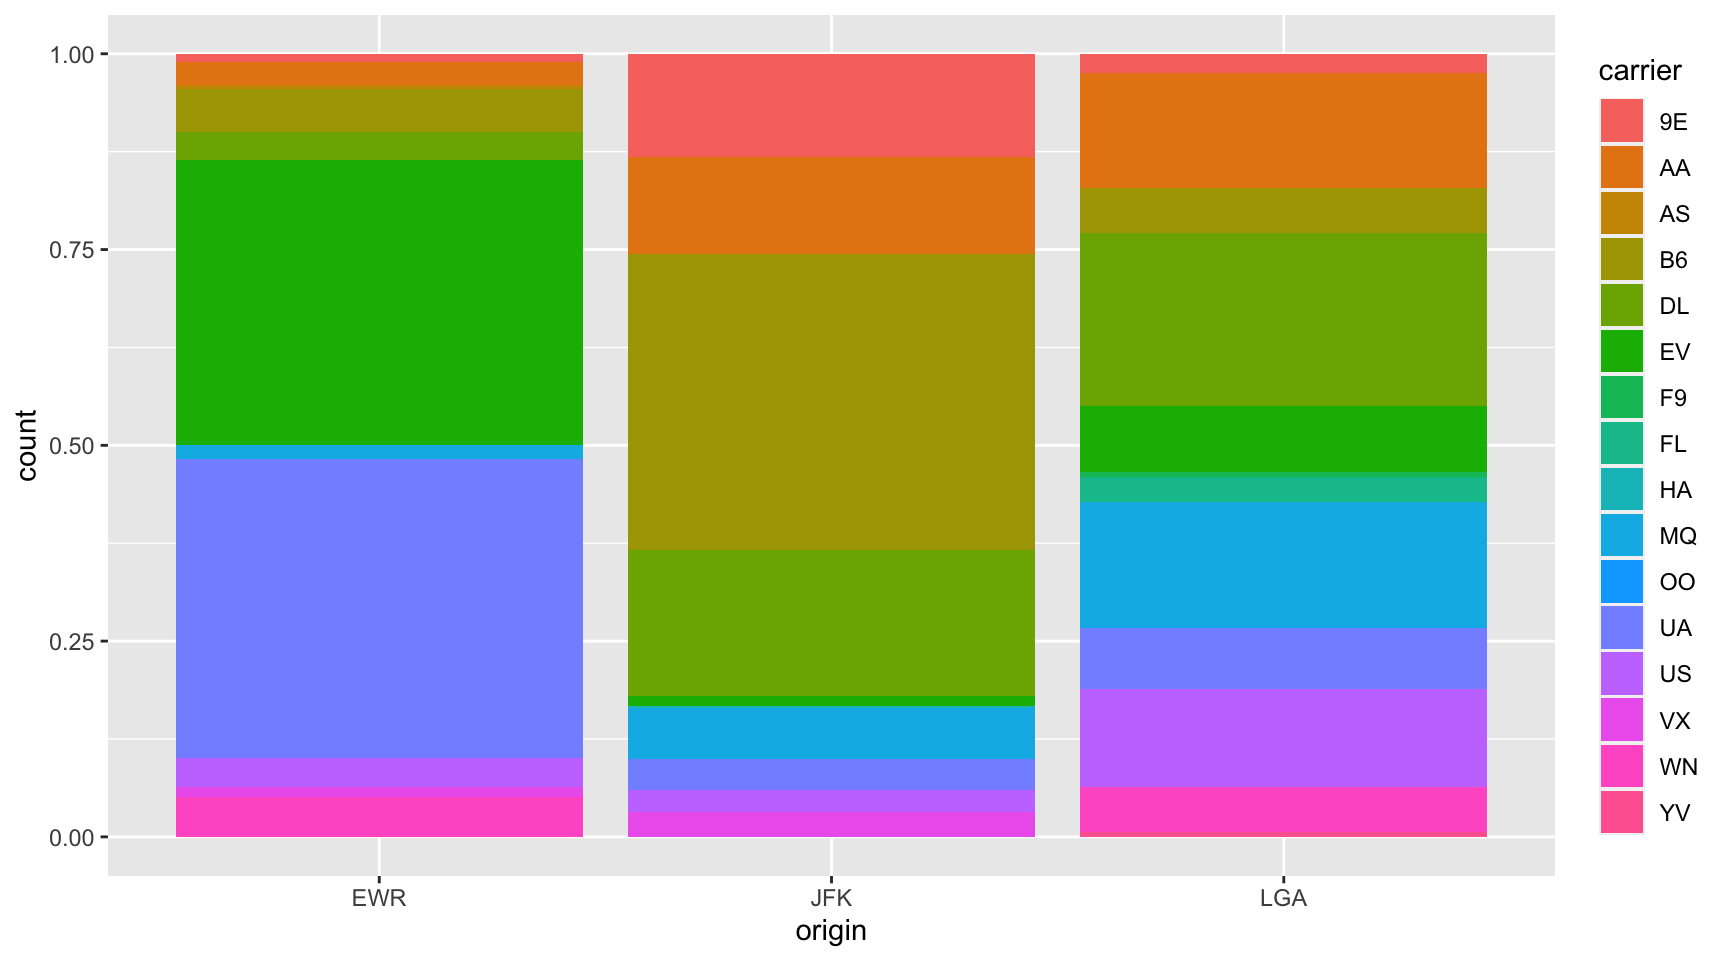 1.00
0.75
0.50
0.25
0.00
count
EWR
JFK
LGA
origin
carrier
9E
AA
AS
B6
DL
EV
F9
FL
HA
MQ
OO
UA
US
VX
WN
YV